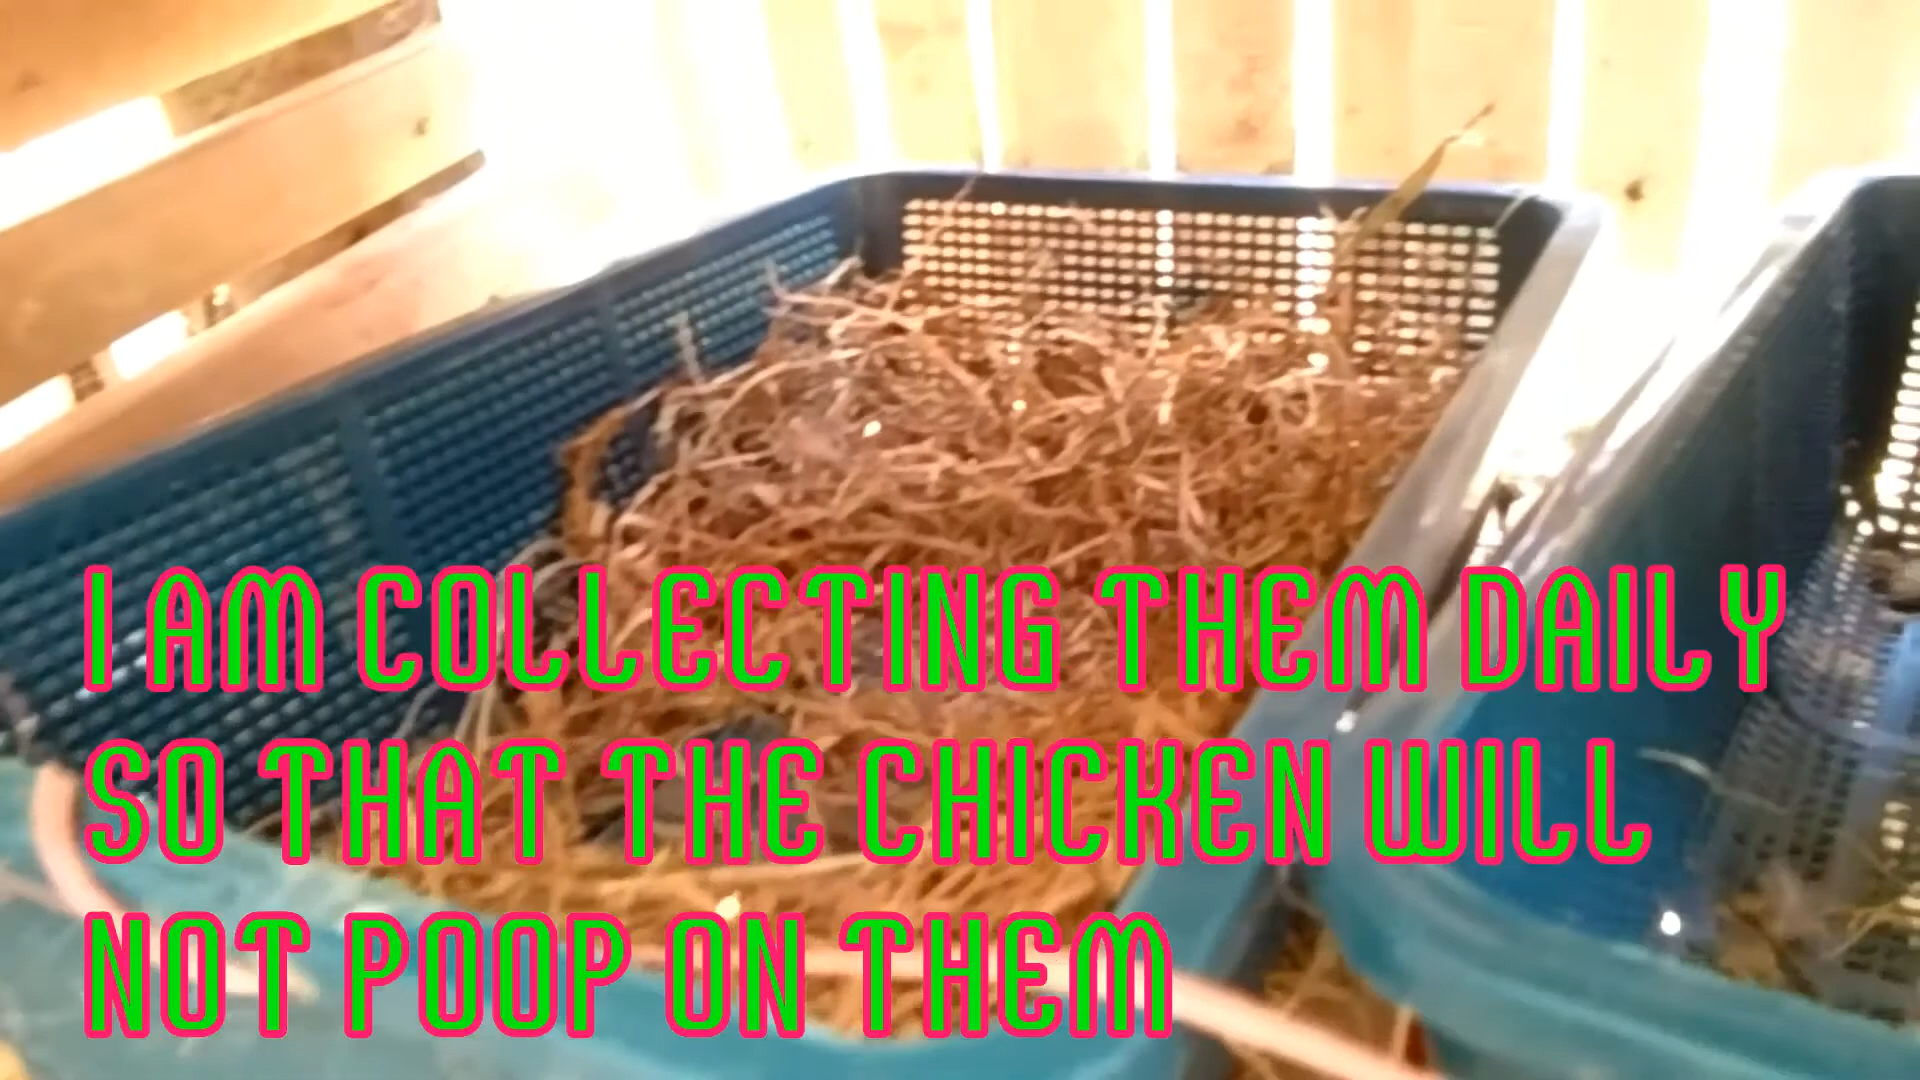 I AM COLLECTING THEM DAILY
SO THAT THE CHICKEN WILL
NOT POOP ON THEM